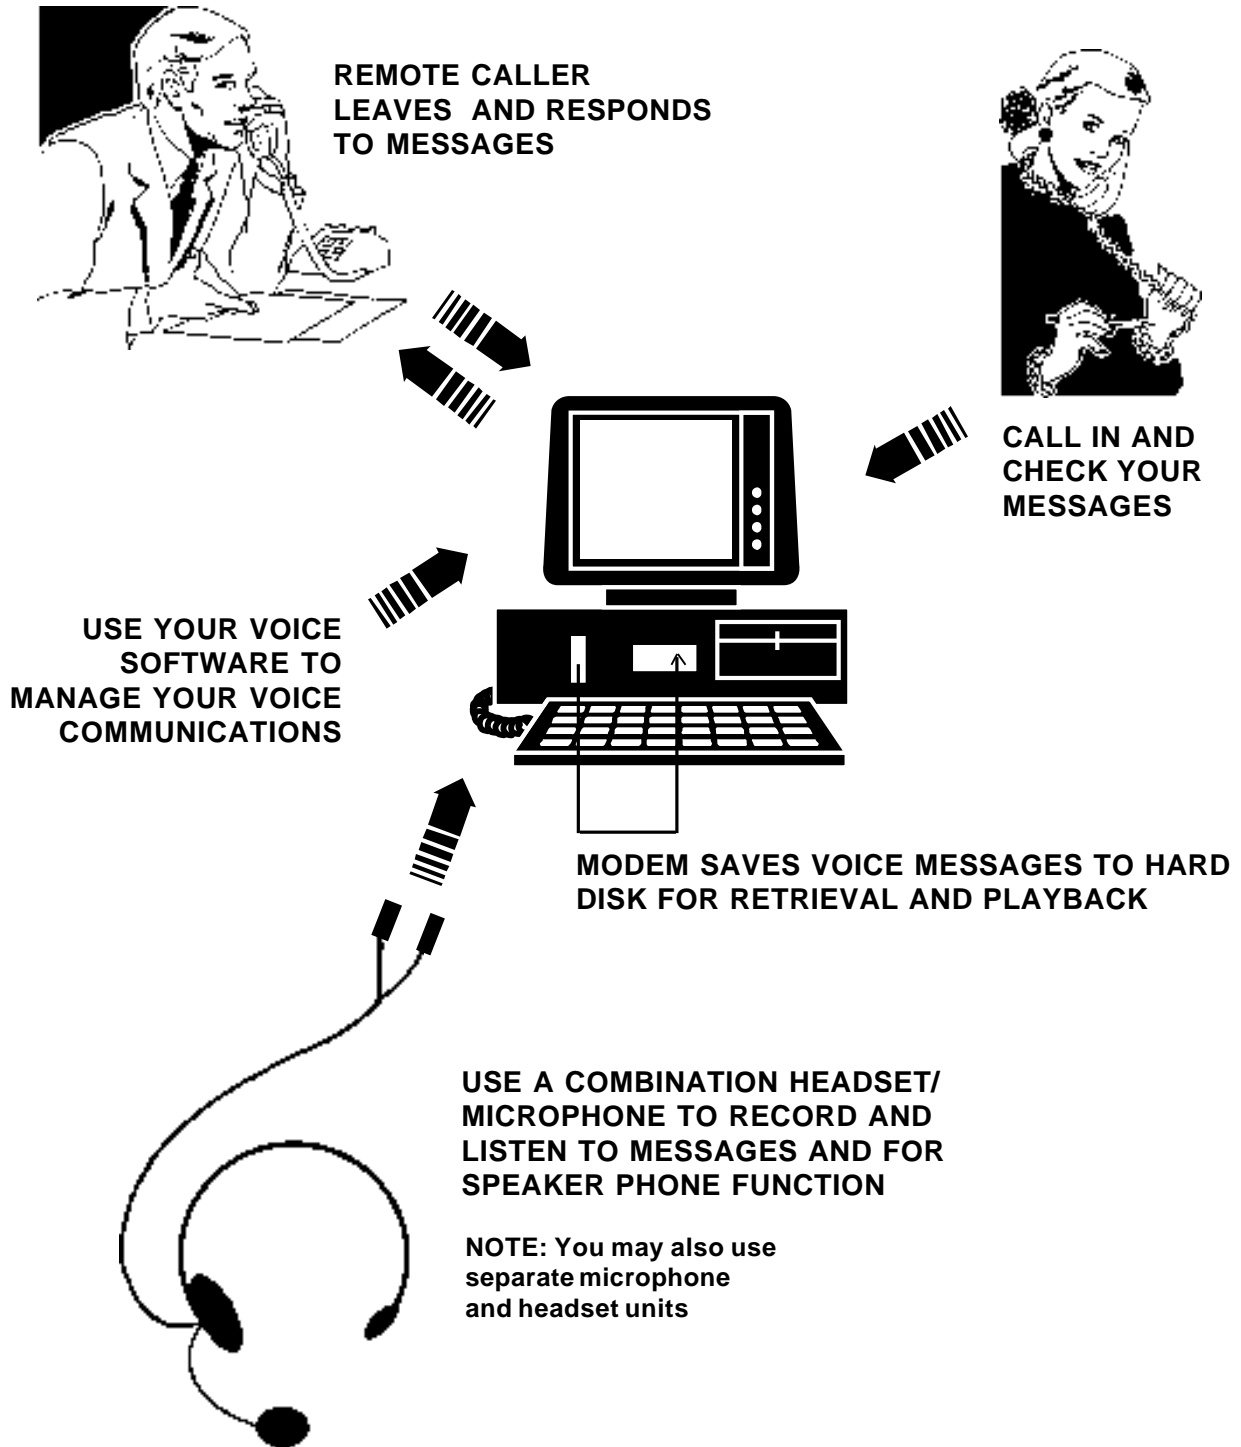 REMOTE CALLER
LEAVES AND RESPONDS
TO MESSAGES
CALL IN AND
CHECK YOUR
MESSAGES
USE YOUR VOICE
SOFTWARE TO
MANAGE YOUR VOICE
COMMUNICATIONS
MODEM SAVES VOICE MESSAGES TO HARD
DISK FOR RETRIEVAL AND PLAYBACK
USE A COMBINATION HEADSET/
MICROPHONE TO RECORD AND
LISTEN TO MESSAGES AND FOR
SPEAKER PHONE FUNCTION
NOTE: You may also use
separate microphone
and headset units